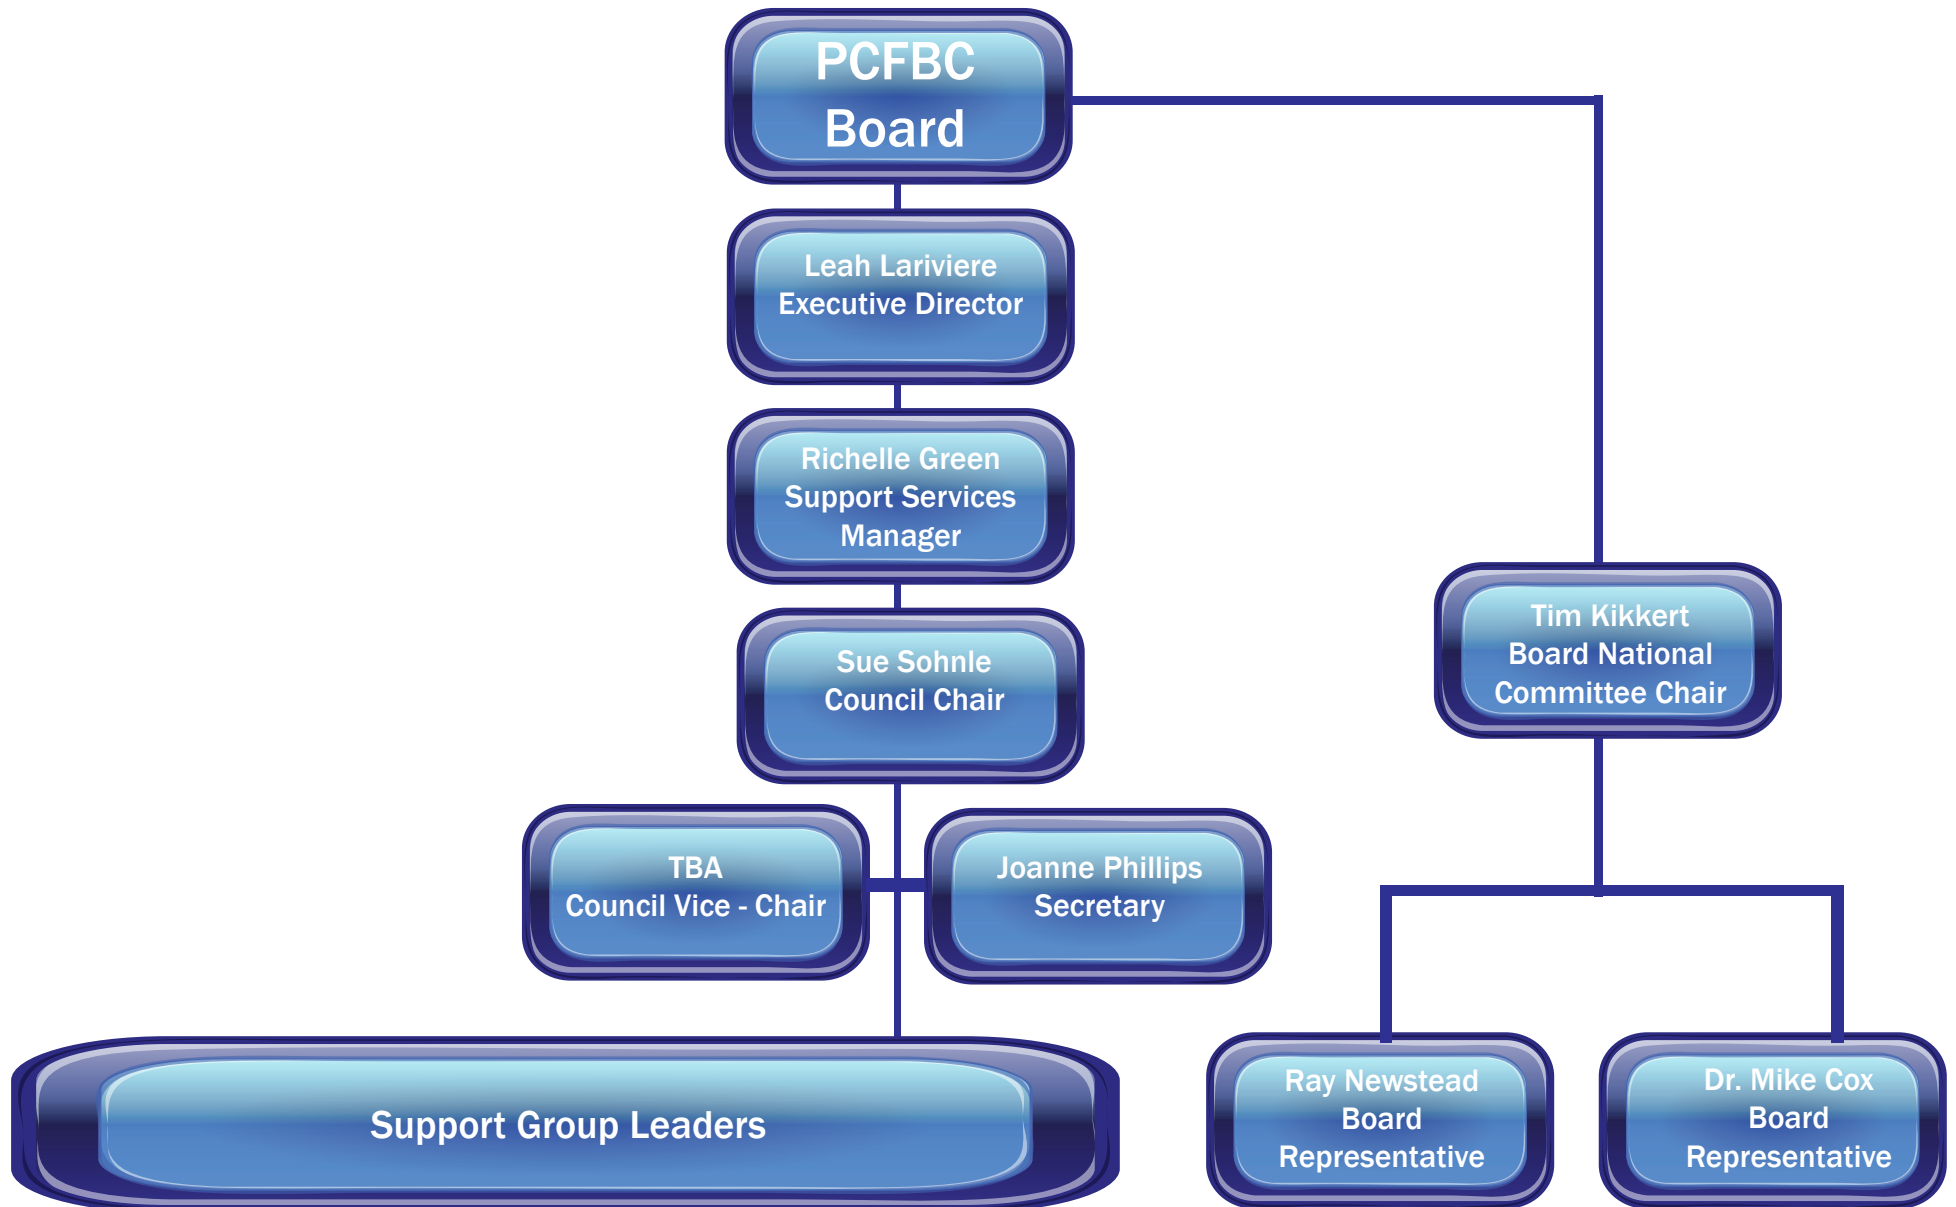 PCFBC
Board
Leah Lariviere
Executive Director
Richelle Green
Support Services
Manager
Sue Sohnle
Council Chair
Tim Kikkert
Board National
Committee Chair
TBA
Council Vice - Chair
Joanne Phillips
Secretary
Support Group Leaders
Ray Newstead
Board
Representative
Dr. Mike Cox
Board
Representative